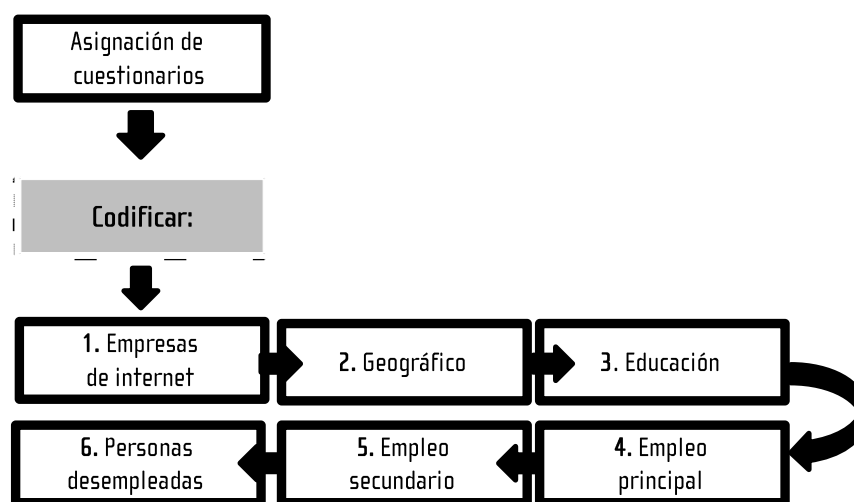 Asignación de
cuestionarios
Codificar:
1. Empresas
de internet
2. Geográfico
3. Educación
4. Empleo
principal
5. Empleo
secundario
6. Personas
desempleadas